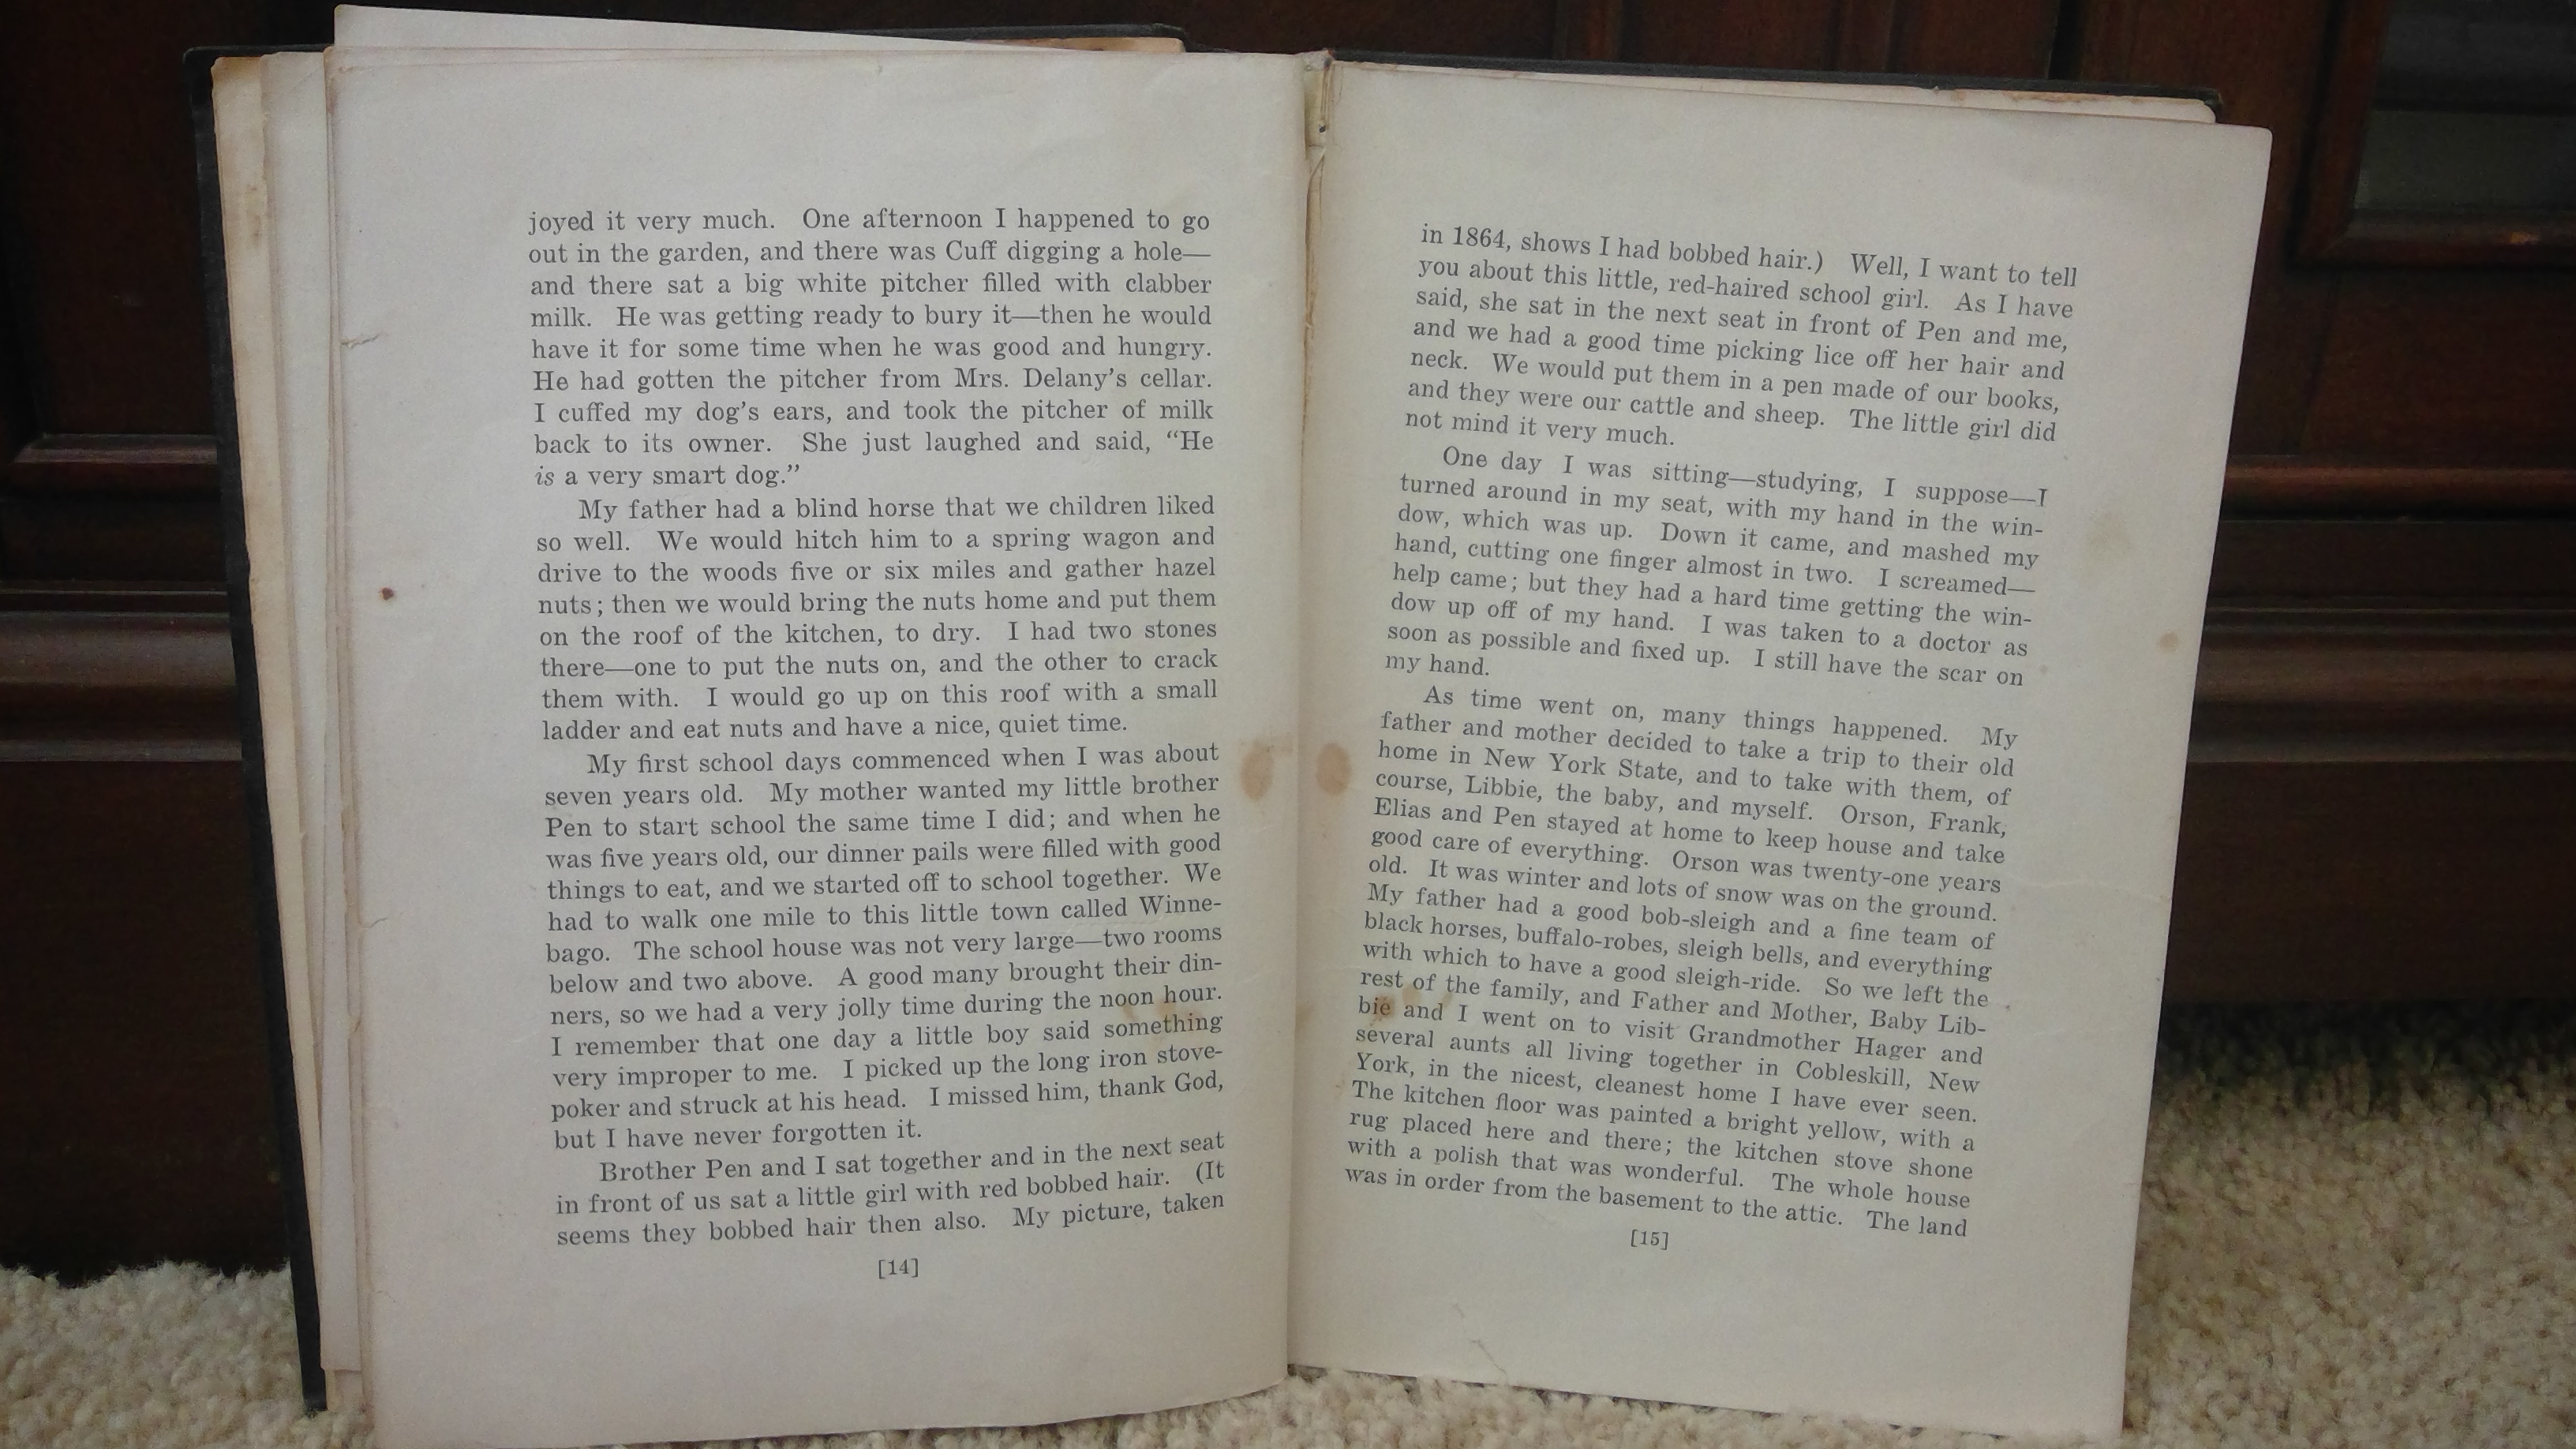 joyed it very much. One afternoon I happened to go
out in the garden, and there was Cuff digging a hole—
and there sat a big white pitcher filled with clabber
milk. He was getting ready to bury it—then he would
have it for some time when he was good and hungry.
He had gotten the pitcher from Mrs. Delany's cellar.
I cuffed my dog's ears, and took the pitcher of milk
back to its owner. She just laughed and said, “He
is a very smart dog.”
My father had a blind horse that we children liked
so well. We would hitch him to a spring wagon and
drive to the woods five or six miles and gather hazel
nuts; then we would bring the nuts home and put them
on the roof of the kitchen, to dry. I had two stones
there—one to put the nuts on, and the other to crack
them with. I would go up on this roof with a small
ladder and eat nuts and have a nice, quiet time.
My first school days commenced when I was about
seven years old. My mother wanted my little brother
Pen to start school the same time I did; and when he
was five years old, our dinner pails were filled with good
things to eat, and we started off to school together. We
had to walk one mile to this little town called Winne-
bago. The school house was not very large—two rooms
below and two above. A good many brought their din-
ners, so we had a very jolly time during the noon hour.
I remember that one day a little boy said something
very improper to me. I picked up the long iron stove-
poker and struck at his head. I missed him, thank God,
but I have never forgotten it.
Brother Pen and I sat together and in the next seat
in front of us sat a little girl with red bobbed hair. (It
seems they bobbed hair then also. My picture, taken
[14]
in 1864, shows I had bobbed hair.) Well, I want to tell
you about this little, red-haired school girl. As I have
said, she sat in the next seat in front of Pen and me,
and we had a good time picking lice off her hair and
neck. We would put them in a pen made of our books,
and they were our cattle and sheep. The little girl did
not mind it very much.
One day I was sitting—studying, I suppose—I
turned around in my seat, with my hand in the win-
dow, which was up. Down it came, and mashed my
hand, cutting one finger almost in two. I screamed—
help came; but they had a hard time getting the win-
dow up off of my hand. I was taken to a doctor as
soon as possible and fixed up. I still have the scar on
my hand.
As time went on, many things happened. My
father and mother decided to take a trip to their old
home in New York State, and to take with them, of
course, Libbie, the baby, and myself. Orson, Frank,
Elias and Pen stayed at home to keep house and take
good care of everything. Orson was twenty-one years
old. It was winter and lots of snow was on the ground.
My father had a good bob-sleigh and a fine team of
black horses, buffalo-robes, sleigh bells, and everything
with which to have a good sleigh-ride. So we left the
rest of the family, and Father and Mother, Baby Lib-
bie and I went on to visit Grandmother Hager and
several aunts all living together in Cobleskill, New
York, in the nicest, cleanest home I have ever seen.
The kitchen floor was painted a bright yellow, with a
rug placed here and there; the kitchen stove shone
with a polish that was wonderful. The whole house
was in order from the basement to the attic. The land
[15]